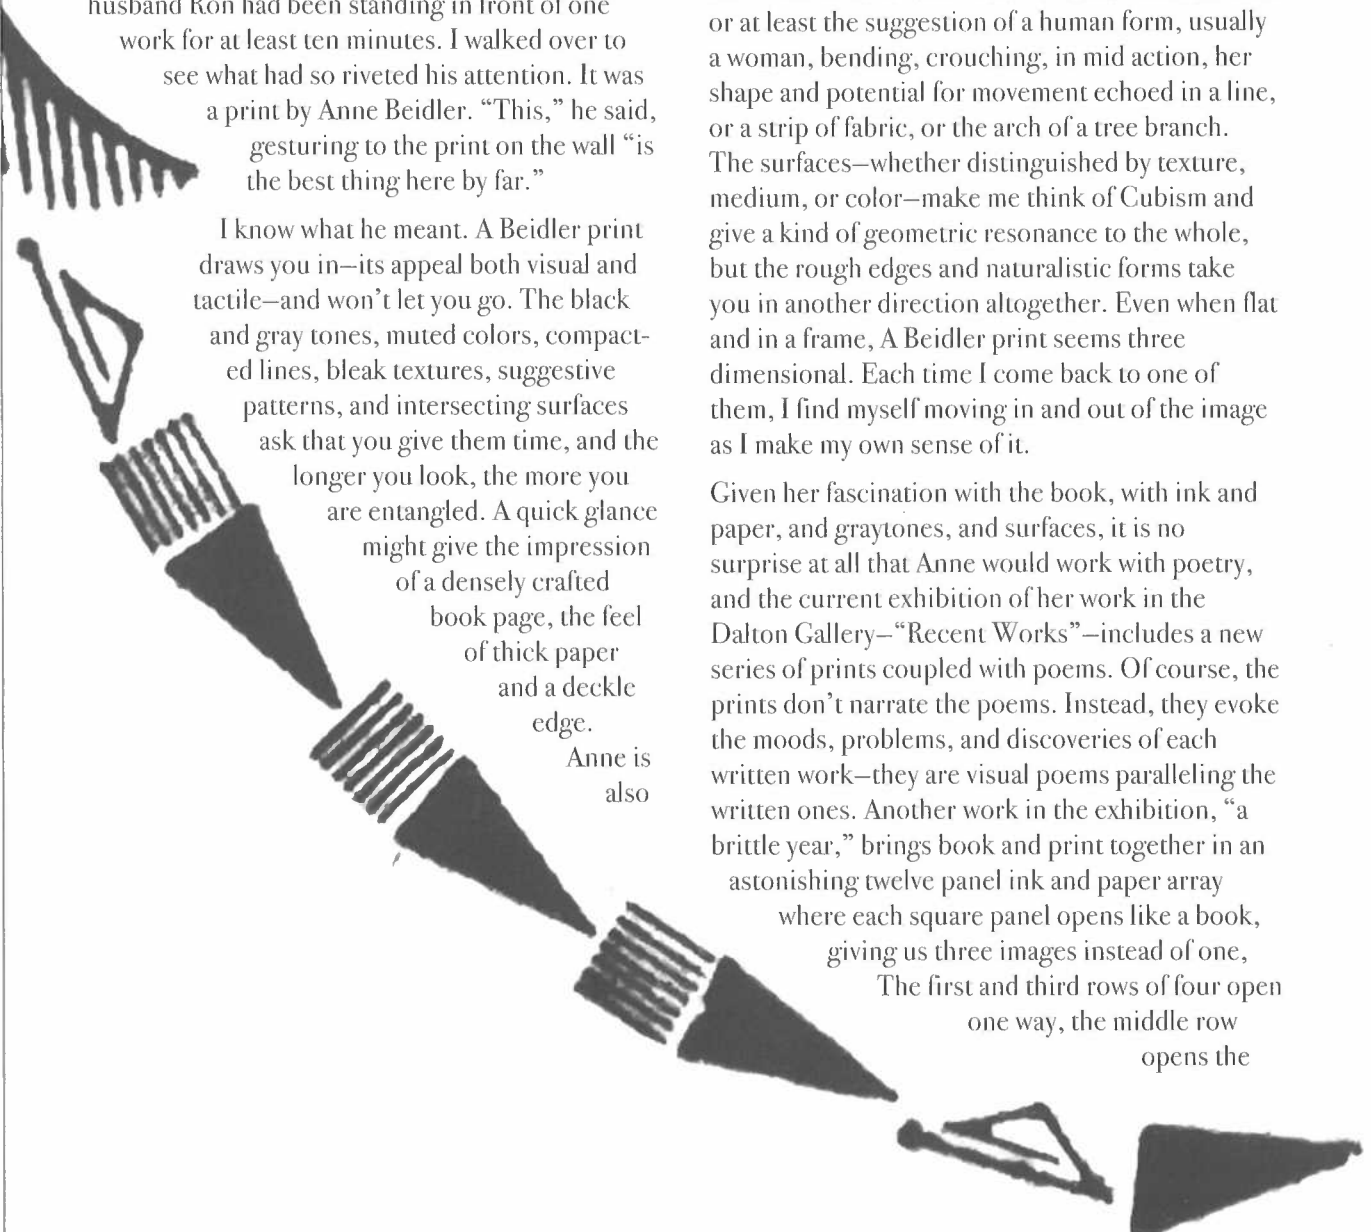 husband Ron had been standing in front of one
work for at least ten minutes. I walked over to
see what had so riveted his attention. It was
a print by Anne Beidler. “This,” he said,
gesturing to the print on the wall “is
the best thing here by far.”
I know what he meant. A Beidler print
draws you in—its appeal both visual and
tactile—and won’t let you go. The black
and gray tones, muted colors, compact-
ed lines, bleak textures, suggestive
patterns, and intersecting surfaces
ask that you give them time, and the
longer you look, the more you
are entangled. A quick glance
might give the impression
of a densely crafted
book page, the feel
of thick paper
and a deckle
edge.
Anne is
also
or at least the suggestion of a human form, usually
a woman, bending, crouching, in mid action, her
shape and potential for movement echoed in a line,
or a strip of fabric, or the arch of a tree branch.
The surfaces—whether distinguished by texture,
medium, or color—make me think of Cubism and
give a kind of geometric resonance to the whole,
but the rough edges and naturalistic forms take
you in another direction altogether. Even when flat
and in a frame, A Beidler print seems three
dimensional. Each time I come back to one of
them, I find myself moving in and out of the image
as I make my own sense of it.
Given her fascination with the book, with ink and
paper, and graytones, and surfaces, it is no
surprise at all that Anne would work with poetry,
and the current exhibition of her work in the
Dalton Gallery—“Recent Works”—includes a new
series of prints coupled with poems. Of course, the
prints don’t narrate the poems. Instead, they evoke
the moods, problems, and discoveries of each
written work—they are visual poems paralleling the
written ones. Another work in the exhibition, “a
brittle year,” brings book and print together in an
astonishing twelve panel ink and paper array
where each square panel opens like a book,
giving us three images instead of one,
The first and third rows of four open
one way, the middle row
opens the